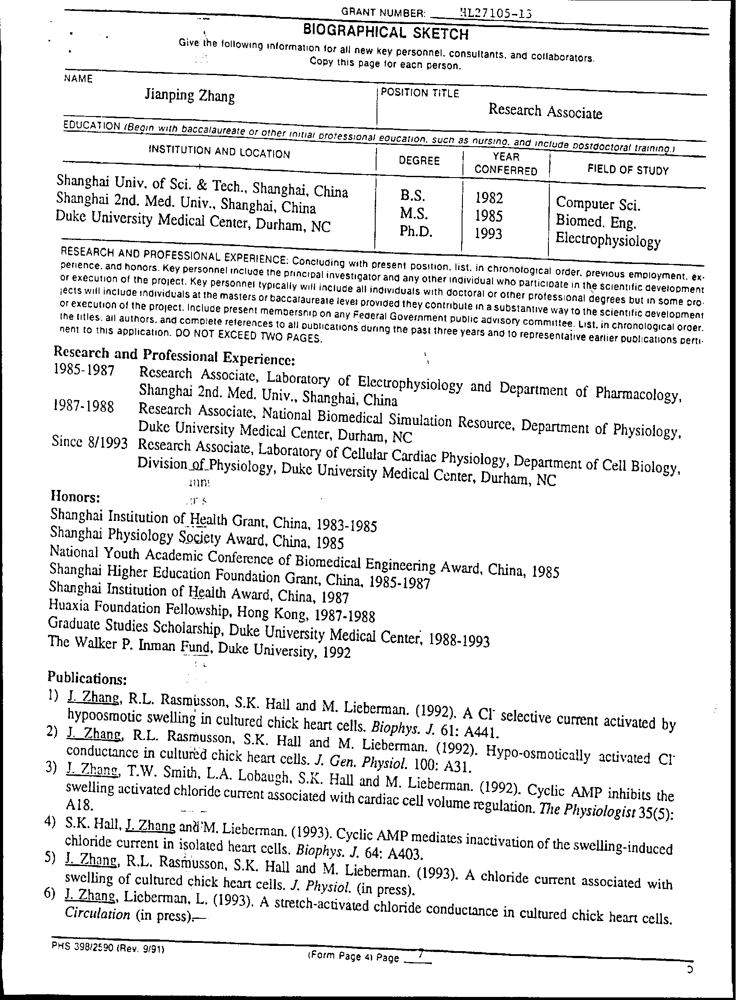 GRANT NUMBER: HL27105-13
BIOGRAPHICAL SKETCH
Give the following information for all new key personnel, consultants, and collaborators.
Copy this page for each person.
NAME
POSITION TITLE
Jianping Zhang
Research Associate
EDUCATION (Begin with baccalaureate or other initial professional education, such as nursing, and include postdoctoral training.)
INSTITUTION AND LOCATION DEGREE YEAR CONFERRED FIELD OF STUDY
Shanghai Univ. of Sci. & Tech., Shanghai, China B.S. 1982 Computer Sci.
Shanghai 2nd. Med. Univ., Shanghai, China M.S. 1985 Biomed. Eng.
Duke University Medical Center, Durham, NC Ph.D. 1993 Electrophysiology
RESEARCH AND PROFESSIONAL EXPERIENCE: Concluding with present position, list, in chronological order, previous employment, ex-
perience, and honors. Key personnel include the principal investigator and any other individual who participate in the scientific development
or execution of the project. Key personnel typically will include all individuals with doctoral or other professional degrees but in some pro-
jects will include individuals at the masters or baccalaureate level provided they contribute in a substantive way to the scientific development
or execution of the project. Include present membership on any Federal Government public advisory committee. List, in chronological order,
the titles, all authors, and complete references to all publications during the past three years and to representative earlier publications perti-
nent to this application. DO NOT EXCEED TWO PAGES.
Research and Professional Experience:
1985-1987 Research Associate, Laboratory of Electrophysiology and Department of Pharmacology,
Shanghai 2nd. Med. Univ., Shanghai, China
1987-1988 Research Associate, National Biomedical Simulation Resource, Department of Physiology,
Duke University Medical Center, Durham, NC
Since 8/1993 Research Associate, Laboratory of Cellular Cardiac Physiology, Department of Cell Biology,
Division of Physiology, Duke University Medical Center, Durham, NC
Honors:
Shanghai Institution of Health Grant, China, 1983-1985
Shanghai Physiology Society Award, China, 1985
National Youth Academic Conference of Biomedical Engineering Award, China, 1985
Shanghai Higher Education Foundation Grant, China, 1985-1987
Shanghai Institution of Health Award, China, 1987
Huaxia Foundation Fellowship, Hong Kong, 1987-1988
Graduate Studies Scholarship, Duke University Medical Center, 1988-1993
The Walker P. Inman Fund, Duke University, 1992
Publications:
1) J. Zhang, R.L. Rasmusson, S.K. Hall and M. Lieberman. (1992). A Cl- selective current activated by
hypoosmotic swelling in cultured chick heart cells. Biophys. J. 61: A441.
2) J. Zhang, R.L. Rasmusson, S.K. Hall and M. Lieberman. (1992). Hypo-osmotically activated Cl-
conductance in cultured chick heart cells. J. Gen. Physiol. 100: A31.
3) J. Zhang, T.W. Smith, L.A. Lobaugh, S.K. Hall and M. Lieberman. (1992). Cyclic AMP inhibits the
swelling activated chloride current associated with cardiac cell volume regulation. The Physiologist 35(5):
A18.
4) S.K. Hall, J. Zhang and M. Lieberman. (1993). Cyclic AMP mediates inactivation of the swelling-induced
chloride current in isolated heart cells. Biophys. J. 64: A403.
5) J. Zhang, R.L. Rasmusson, S.K. Hall and M. Lieberman. (1993). A chloride current associated with
swelling of cultured chick heart cells. J. Physiol. (in press).
6) J. Zhang, Lieberman, L. (1993). A stretch-activated chloride conductance in cultured chick heart cells.
Circulation (in press).
PHS 398/2590 (Rev. 9/91) (Form Page 4) Page 7